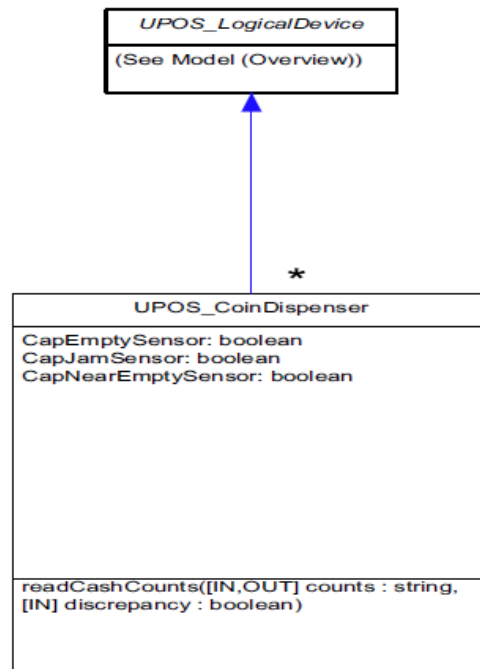 UPOS_LogicalDevice
(See Model (Overview))
*
UPOS_CoinDispenser
CapEmptySensor: boolean
CapJamSensor: boolean
CapNearEmptySensor: boolean
readCashCounts([IN,OUT] counts : string,
[IN] discrepancy : boolean)